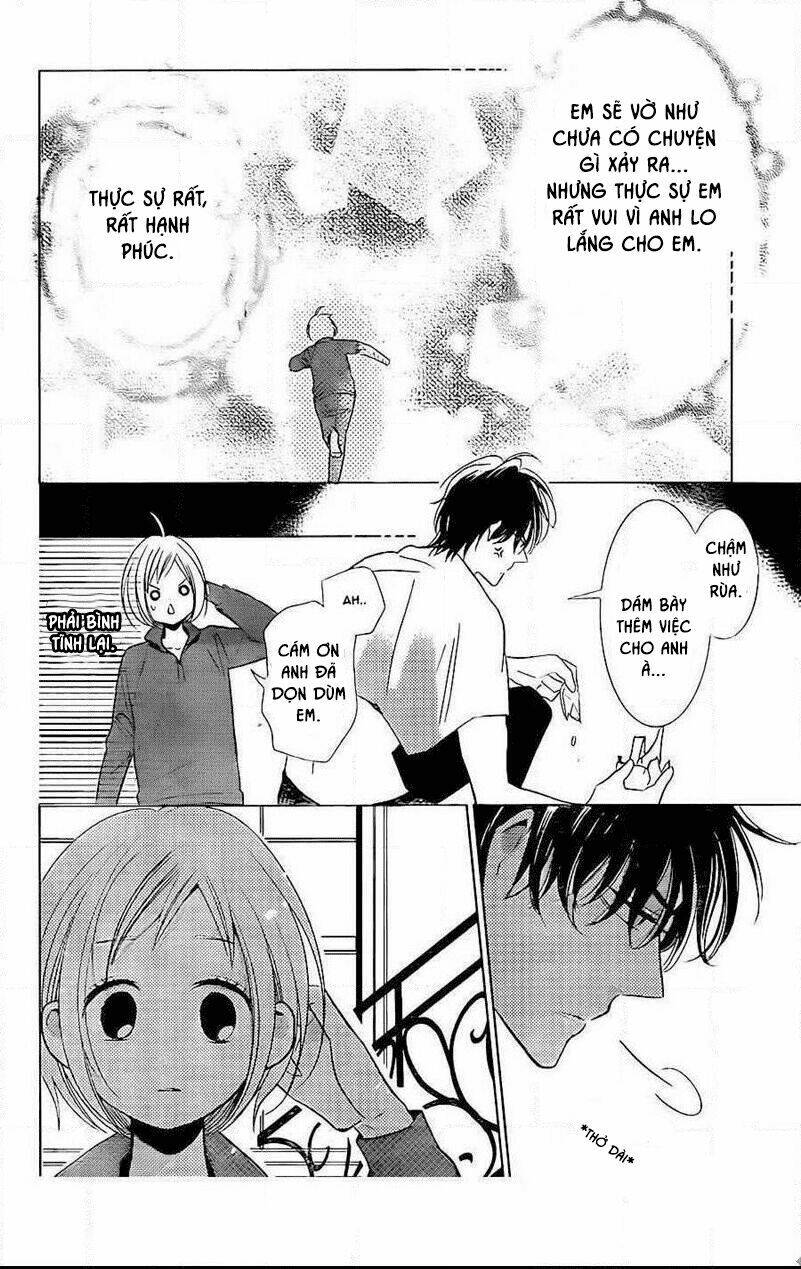 EM SẼ VỜ NHƯ
CHƯA CÓ CHUYỆN
GÌ XẢY RA...
NHƯNG THỰC SỰ EM
RẤT VUI VÌ ANH LO
LẮNG CHO EM.
THỰC SỰ RẤT,
RẤT HẠNH
PHÚC.
CHẬM
NHƯ
RÙA.
DÁM BÀY
THÊM VIỆC
CHO ANH
À...
AH..
CÁM ƠN
ANH ĐÃ
DỌN DÙM
EM.
PHẢI BÌNH
TĨNH LẠI.
*THỞ DÀI*